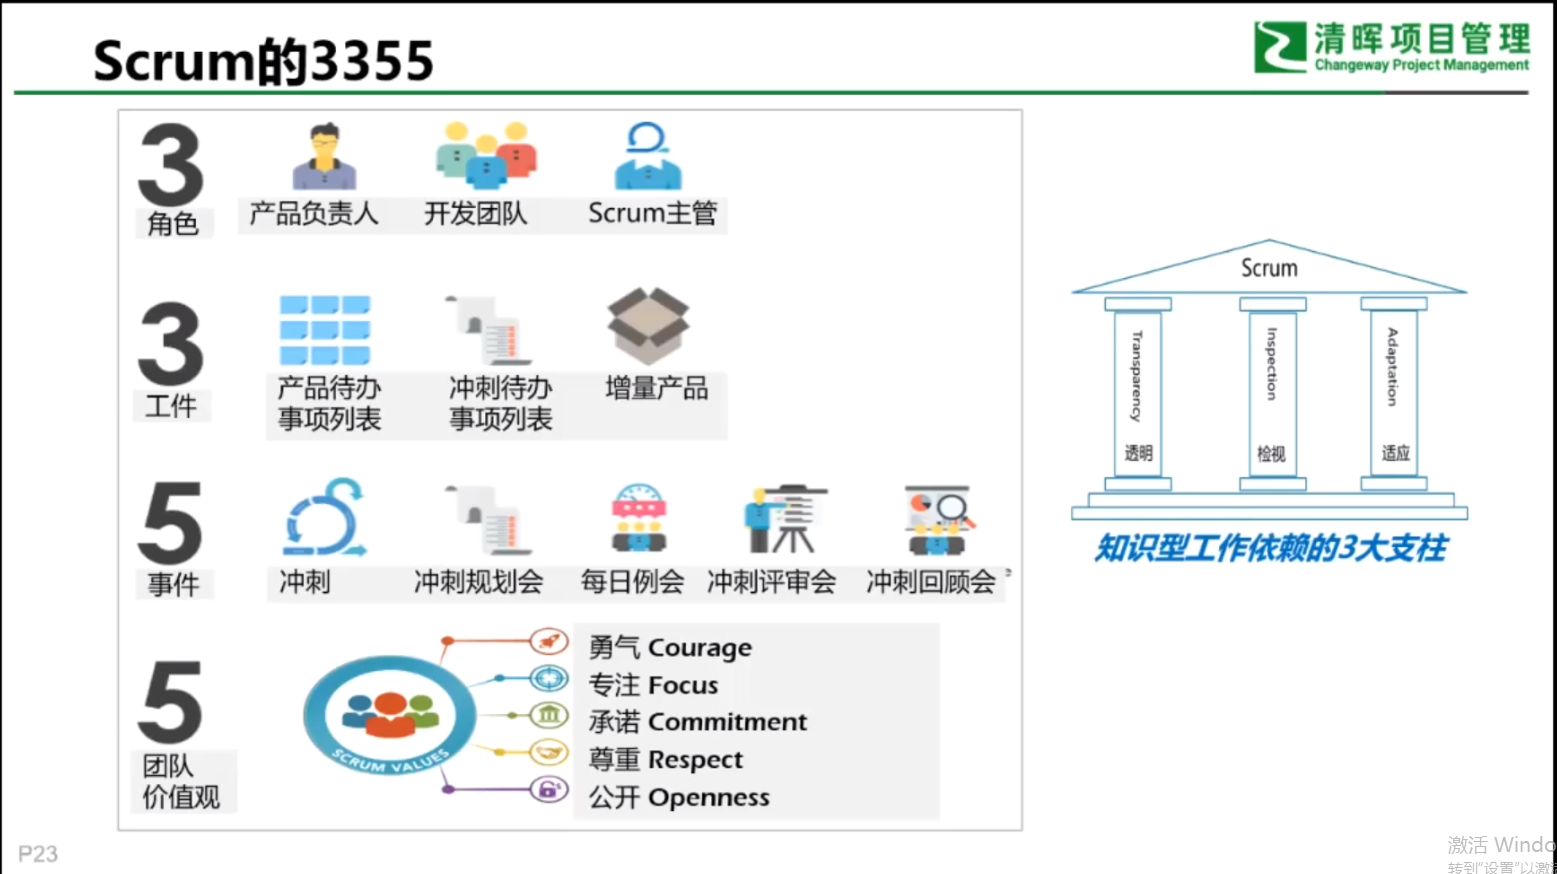 Scrum的3355
清晖项目管理
Changeway Project Management
3
角色
产品负责人
开发团队
Scrum主管
3
工件
产品待办
事项列表
冲刺待办
事项列表
增量产品
5
事件
冲刺
冲刺规划会
每日例会
冲刺评审会
冲刺回顾会
5
团队
价值观
SCRUM VALUES
勇气 Courage
专注 Focus
承诺 Commitment
尊重 Respect
公开 Openness
Scrum
Transparency
透明
Inspection
检视
Adaptation
适应
知识型工作依赖的3大支柱
P23
激活 Windo
转到"设置"以激